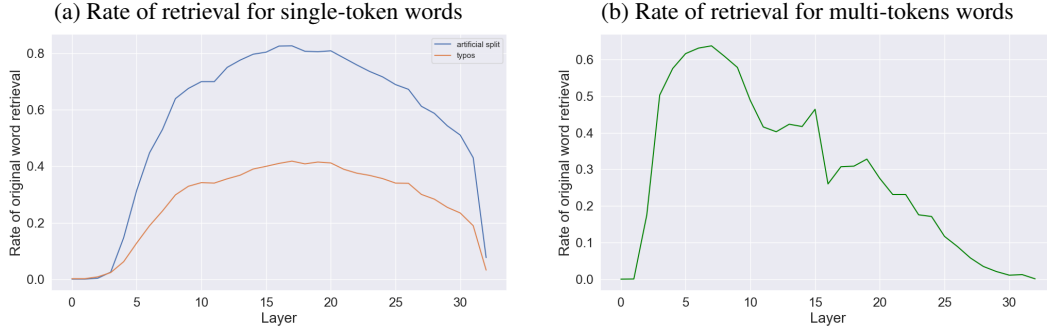 (a) Rate of retrieval for single-token words
Rate of original word retrieval
0.8
0.6
0.4
0.2
0.0
artificial split
typos
0 5 10 15 20 25 30
Layer
(b) Rate of retrieval for multi-tokens words
Rate of original word retrieval
0.6
0.5
0.4
0.3
0.2
0.1
0.0
0 5 10 15 20 25 30
Layer